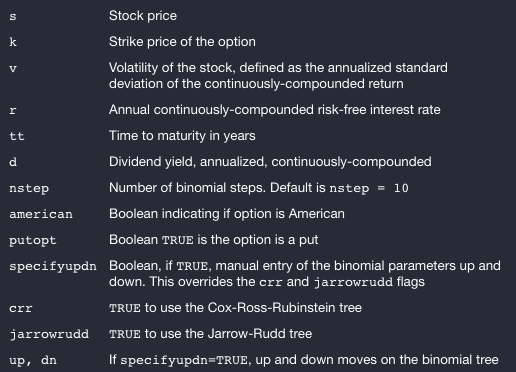 s Stock price
k Strike price of the option
v Volatility of the stock, defined as the annualized standard
deviation of the continuously-compounded return
r Annual continuously-compounded risk-free interest rate
tt Time to maturity in years
d Dividend yield, annualized, continuously-compounded
nstep Number of binomial steps. Default is nstep = 10
american Boolean indicating if option is American
putopt Boolean TRUE is the option is a put
specifyupdn Boolean, if TRUE, manual entry of the binomial parameters up and
down. This overrides the crr and jarrowrudd flags
crr TRUE to use the Cox-Ross-Rubinstein tree
jarrowrudd TRUE to use the Jarrow-Rudd tree
up, dn If specifyupdn=TRUE, up and down moves on the binomial tree